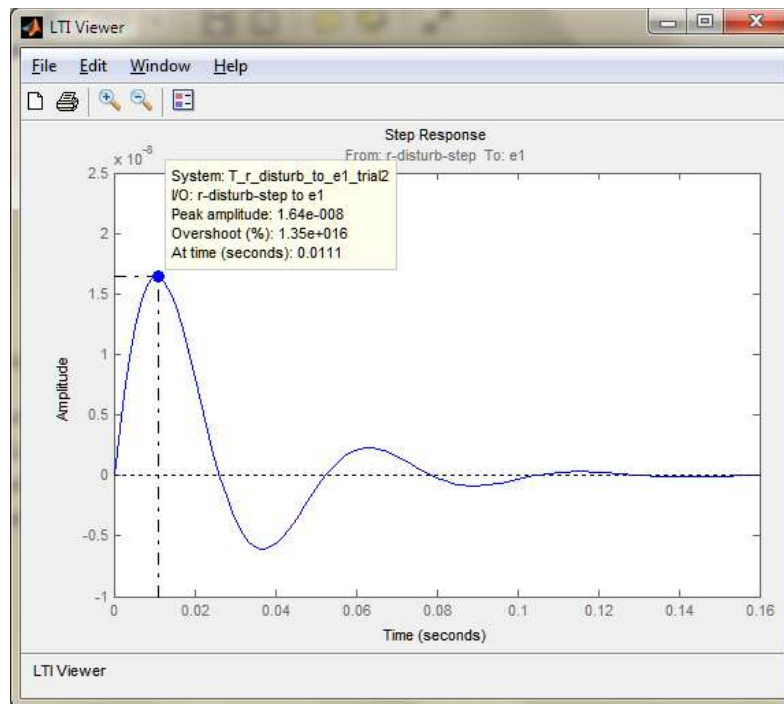 LTI Viewer
File Edit Window Help
Step Response
From: r-disturb-step To: e1
x 10^-8
System: T_r_disturb_to_e1_trial2
I/O: r-disturb-step to e1
Peak amplitude: 1.64e-008
Overshoot (%): 1.35e+016
At time (seconds): 0.0111
2.5
2
1.5
1
0.5
0
-0.5
-1
Amplitude
0 0.02 0.04 0.06 0.08 0.1 0.12 0.14 0.16
Time (seconds)
LTI Viewer